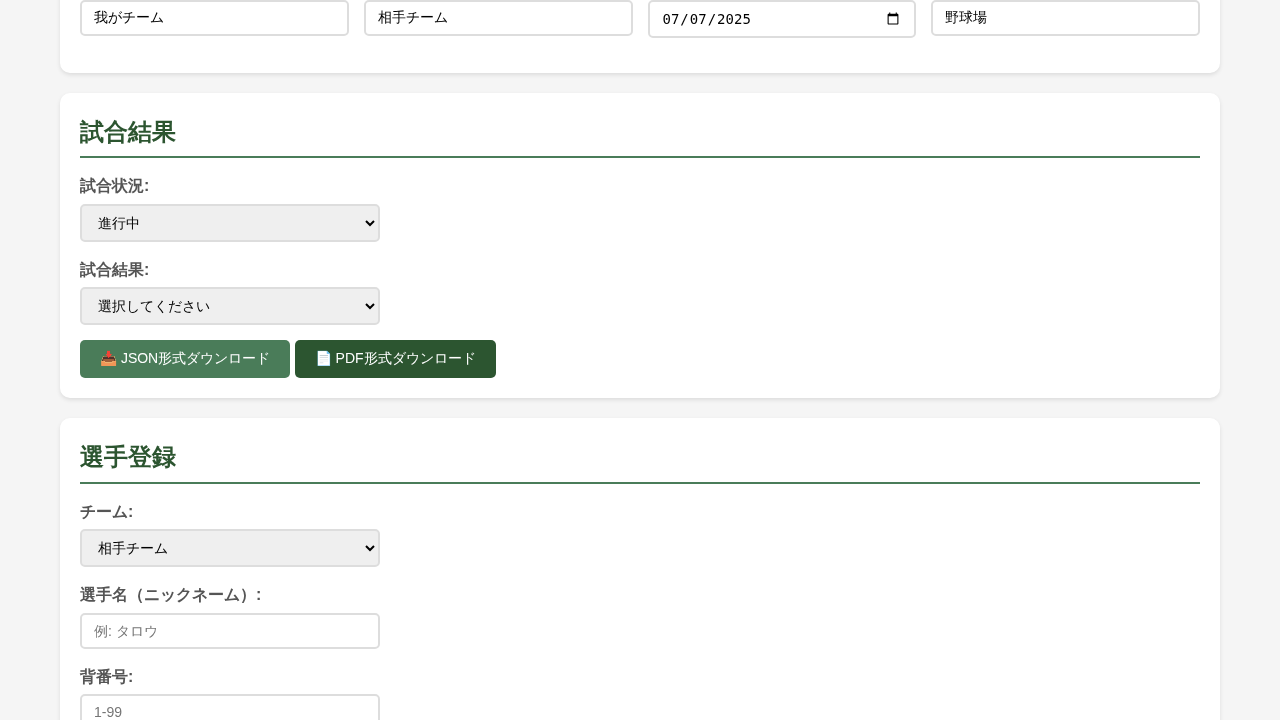 我がチーム
相手チーム
07/07/2025
野球場
試合結果
試合状況:
進行中
試合結果:
選択してください
📥 JSON形式ダウンロード
📄 PDF形式ダウンロード
選手登録
チーム:
相手チーム
選手名（ニックネーム）:
例: タロウ
背番号:
1-99